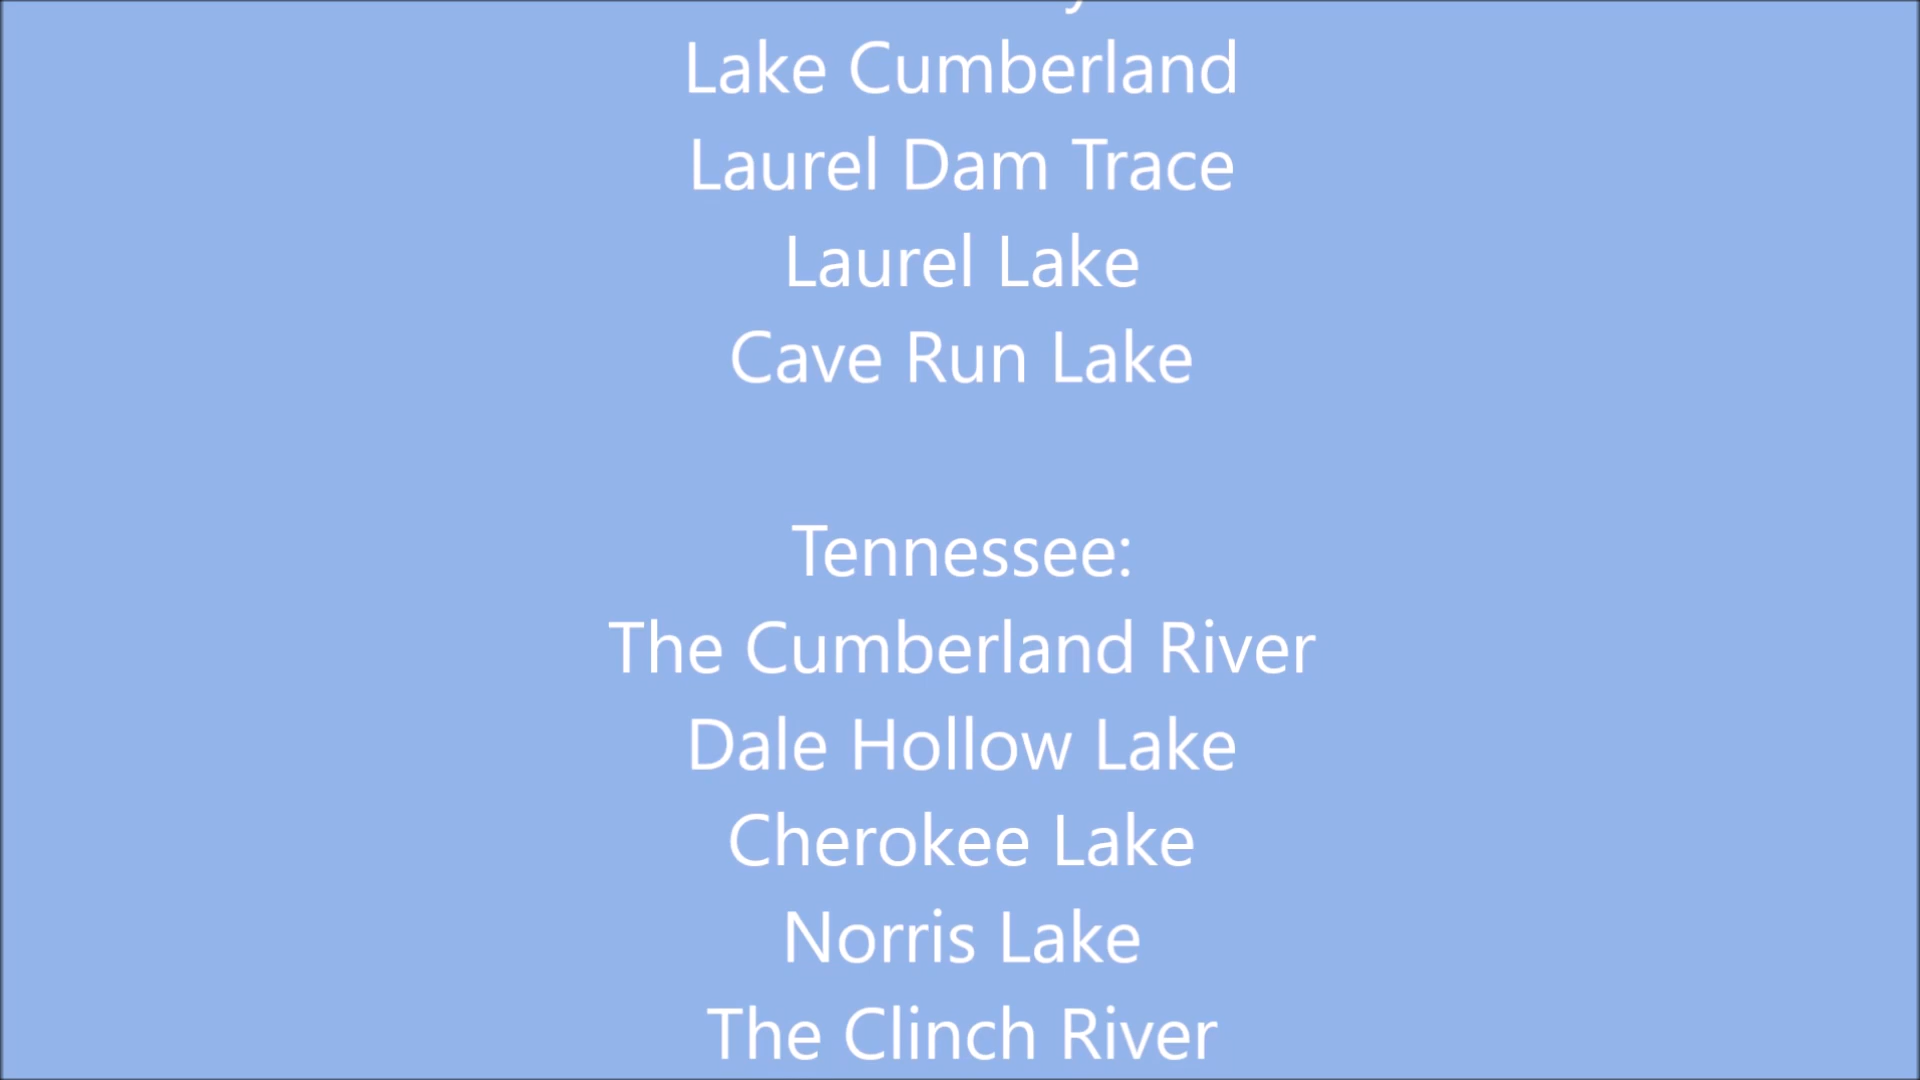 Lake Cumberland
Laurel Dam Trace
Laurel Lake
Cave Run Lake
Tennessee:
The Cumberland River
Dale Hollow Lake
Cherokee Lake
Norris Lake
The Clinch River